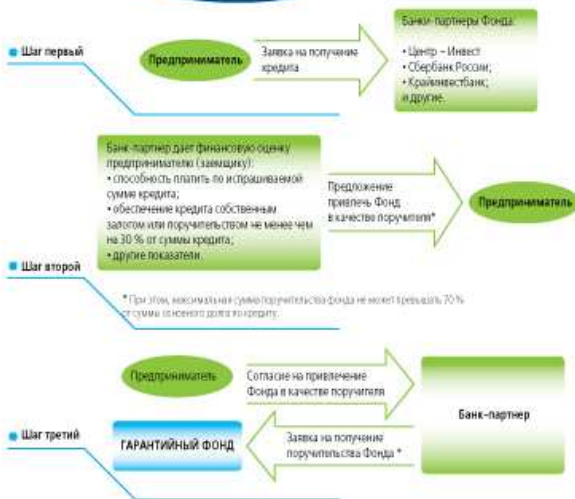 Шаг первый
Предприниматель
Заявка на получение
кредита
Банки-партнеры Фонда:
• Центр – Инвест
• Сбербанк России;
• Крайинвестбанк;
и другие.
Банк-партнер дает финансовую оценку
предпринимателю (заемщику):
• способность платить по испрашиваемой
сумме кредита;
• обеспечение кредита собственным
залогом или поручительством не менее чем
на 30 % от суммы кредита;
• другие показатели.
Предложение
привлечь Фонд
в качестве поручителя*
Предприниматель
Шаг второй
* При этом, максимальная сумма поручительства фонда не может превышать 70 %
от суммы основного долга по кредиту.
Предприниматель
Согласие на привлечение
Фонда в качестве поручителя
Банк-партнер
Шаг третий
ГАРАНТИЙНЫЙ ФОНД
Заявка на получение
поручительства Фонда *